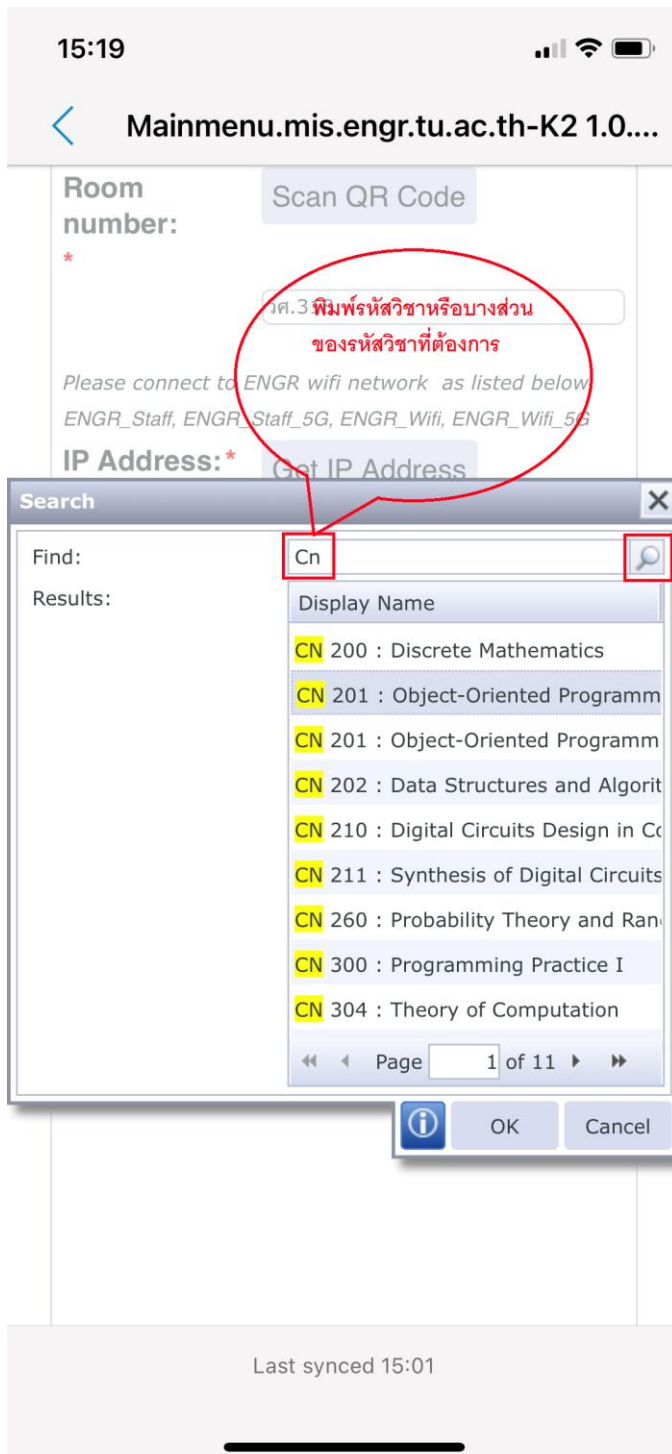 15:19
Mainmenu.mis.engr.tu.ac.th-K2 1.0....
Room
number:
*
Scan QR Code
วศ.3
พิมพ์รหัสวิชาหรือบางส่วน
ของรหัสวิชาที่ต้องการ
Please connect to ENGR wifi network as listed below
ENGR_Staff, ENGR_Staff_5G, ENGR_Wifi, ENGR_Wifi_5G
IP Address:*
Get IP Address
Search
Find:
Cn
Results:
Display Name
CN 200 : Discrete Mathematics
CN 201 : Object-Oriented Programm
CN 201 : Object-Oriented Programm
CN 202 : Data Structures and Algorit
CN 210 : Digital Circuits Design in Co
CN 211 : Synthesis of Digital Circuits
CN 260 : Probability Theory and Ran
CN 300 : Programming Practice I
CN 304 : Theory of Computation
Page 1 of 11
OK
Cancel
Last synced 15:01